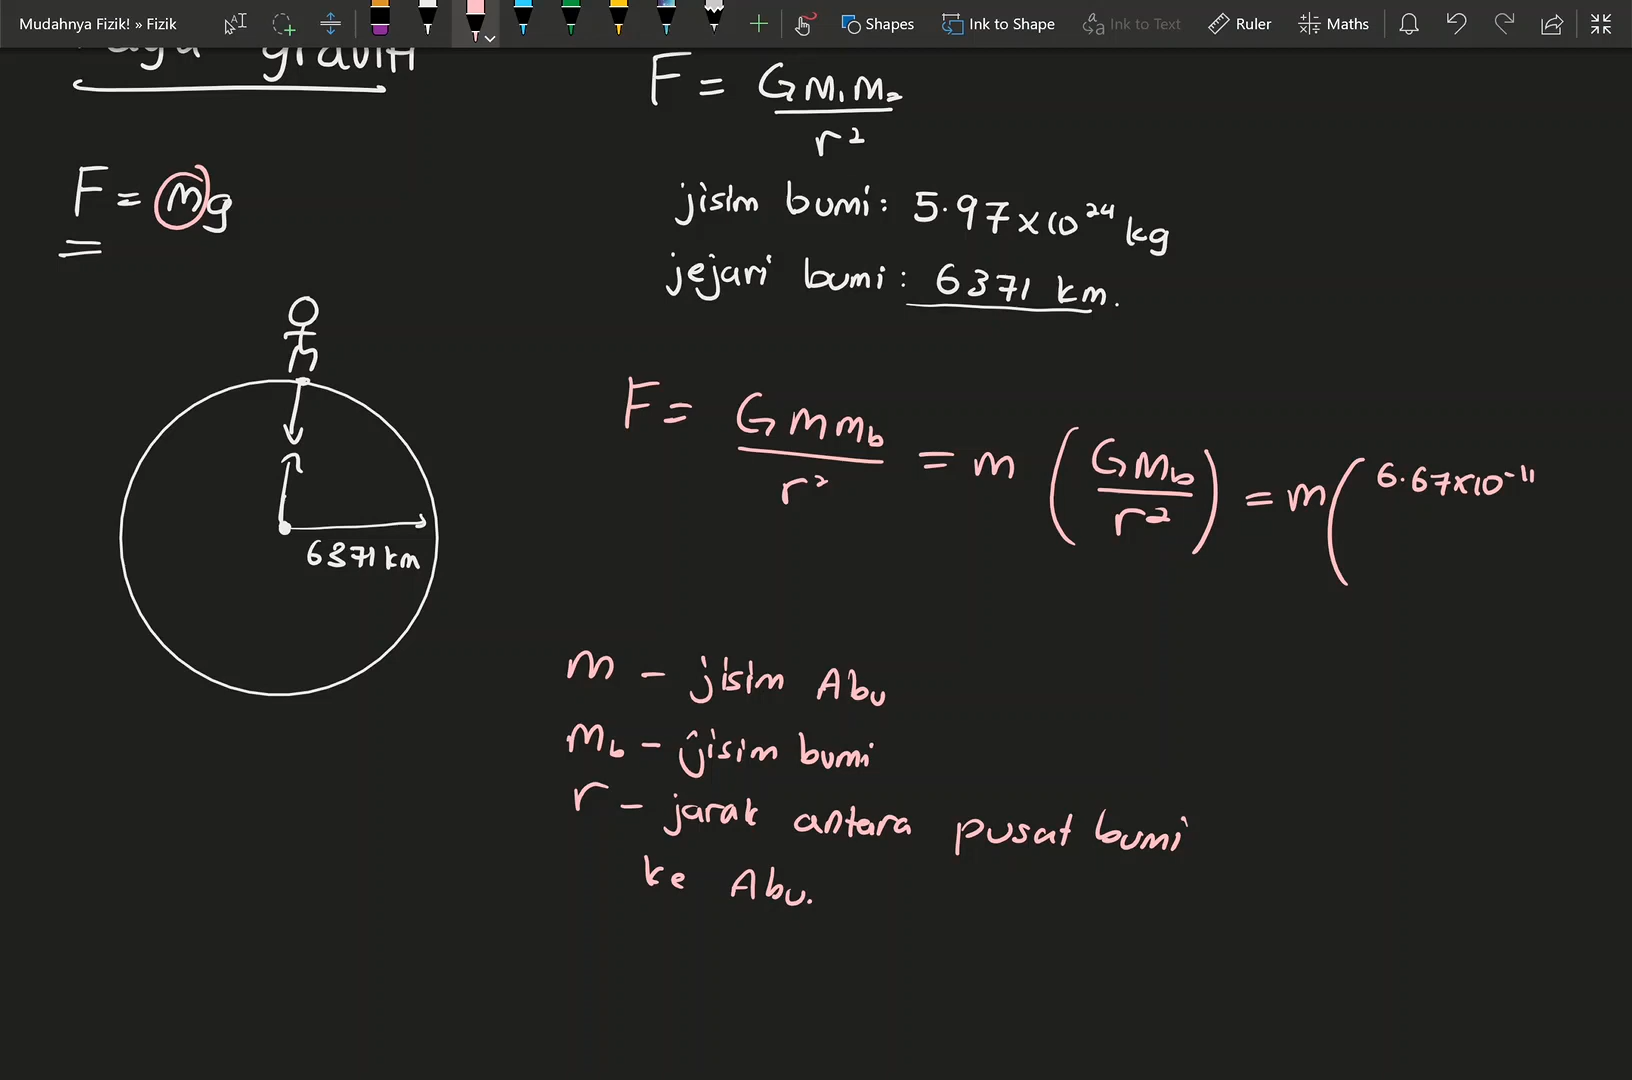 Mudahnya Fizik! » Fizik
Shapes
Ink to Shape
Ink to Text
Ruler
Maths
graviti
F = mg
F = Gm₁m₂
r²
jisim bumi: 5.97 x 10²⁴ kg
jejari bumi: 6371 km.
6371 km
F = Gmm_b / r² = m (Gm_b / r²) = m( 6.67x10⁻¹¹
m - jisim Abu
m_b - jisim bumi
r - jarak antara pusat bumi
ke Abu.